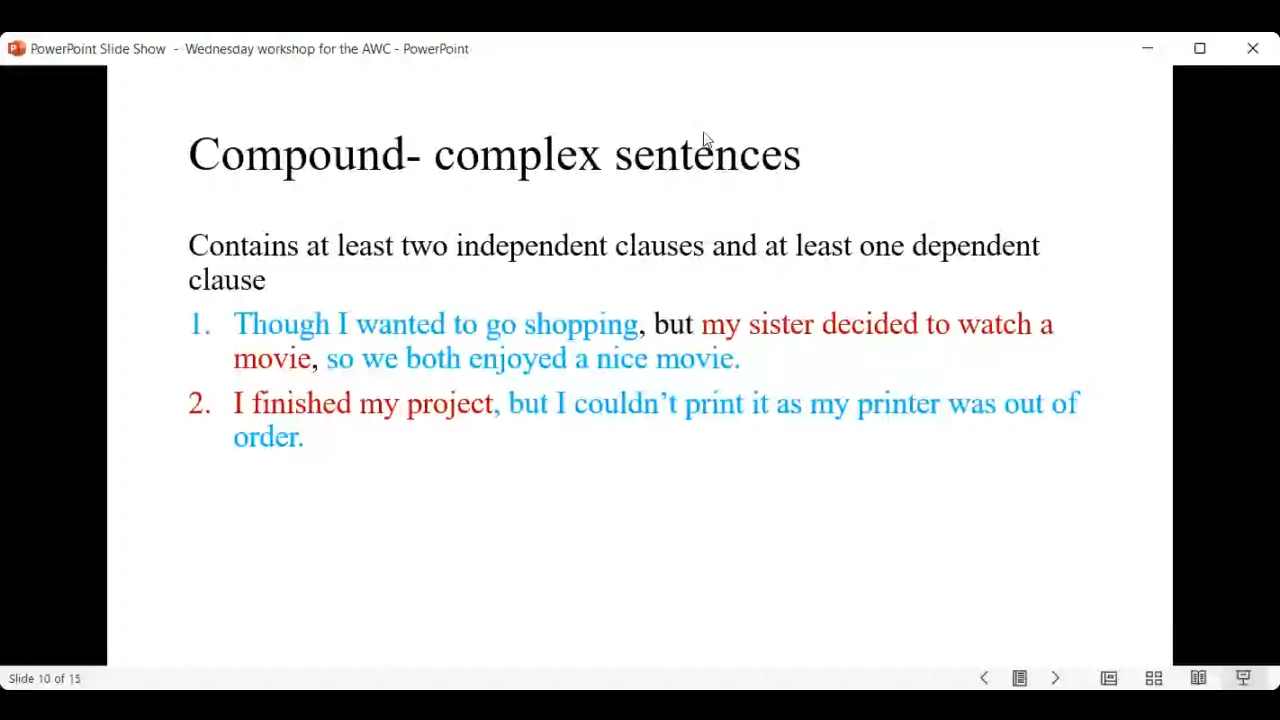 PowerPoint Slide Show - Wednesday workshop for the AWC - PowerPoint
Compound- complex sentences
Contains at least two independent clauses and at least one dependent
clause
1. Though I wanted to go shopping, but my sister decided to watch a
movie, so we both enjoyed a nice movie.
2. I finished my project, but I couldn’t print it as my printer was out of
order.
Slide 10 of 15